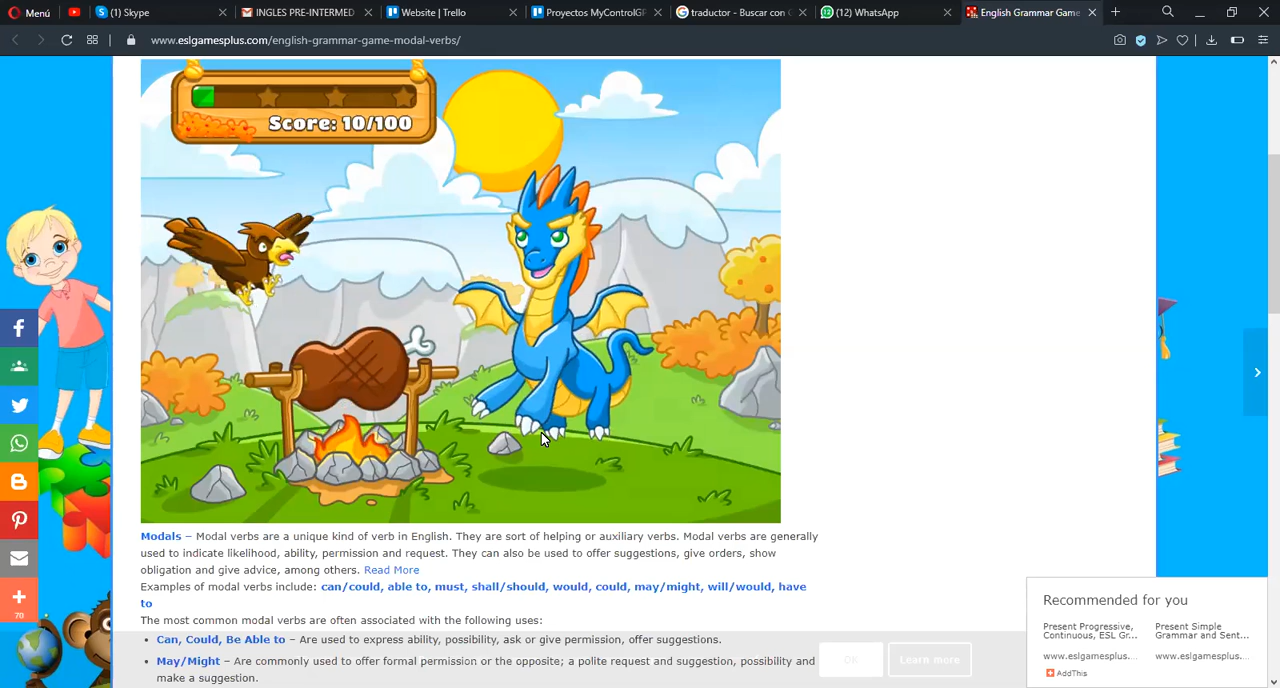 Menú
(1) Skype
INGLES PRE-INTERMED
Website | Trello
Proyectos MyControlGP
traductor - Buscar con G
(12) WhatsApp
English Grammar Game
www.eslgamesplus.com/english-grammar-game-modal-verbs/
Score: 10/100
Modals – Modal verbs are a unique kind of verb in English. They are sort of helping or auxiliary verbs. Modal verbs are generally
used to indicate likelihood, ability, permission and request. They can also be used to offer suggestions, give orders, show
obligation and give advice, among others. Read More
Examples of modal verbs include: can/could, able to, must, shall/should, would, could, may/might, will/would, have
to
The most common modal verbs are often associated with the following uses:
• Can, Could, Be Able to – Are used to express ability, possibility, ask or give permission, offer suggestions.
• May/Might – Are commonly used to offer formal permission or the opposite; a polite request and suggestion, possibility and
make a suggestion.
OK
Learn more
70
Recommended for you
Present Progressive,
Continuous, ESL Gr...
www.eslgamesplus....
Present Simple
Grammar and Sent...
www.eslgamesplus...
AddThis